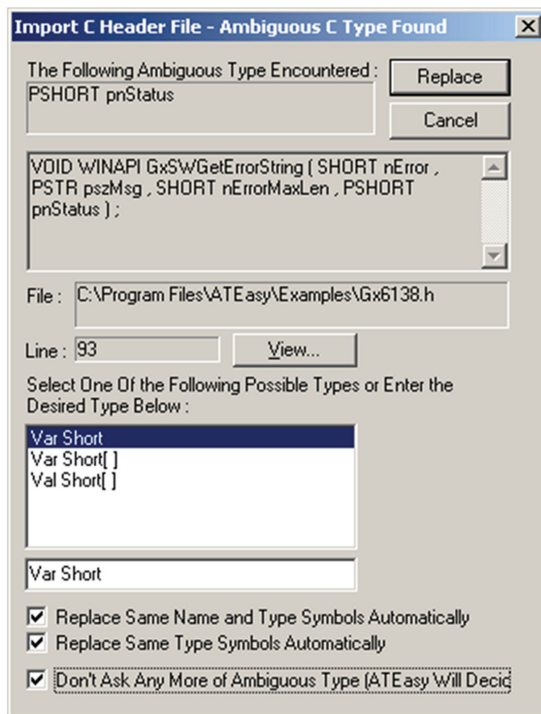 Import C Header File - Ambiguous C Type Found
The Following Ambiguous Type Encountered :
Replace
PSHORT pnStatus
Cancel
VOID WINAPI GxSWGetErrorString ( SHORT nError ,
PSTR pszMsg , SHORT nErrorMaxLen , PSHORT
pnStatus ) ;
File : C:\Program Files\ATEasy\Examples\Gx6138.h
Line : 93 View...
Select One Of the Following Possible Types or Enter the
Desired Type Below :
Var Short
Var Short[ ]
Val Short[ ]
Var Short
Replace Same Name and Type Symbols Automatically
Replace Same Type Symbols Automatically
Don't Ask Any More of Ambiguous Type (ATEasy Will Decid